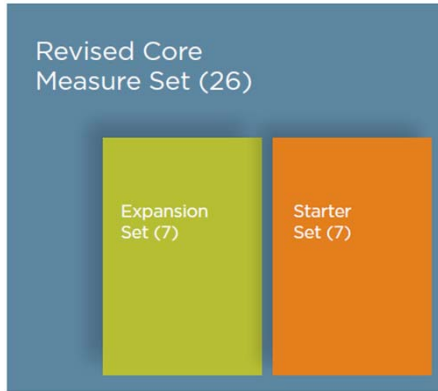 Revised Core
Measure Set (26)
Expansion
Set (7)
Starter
Set (7)